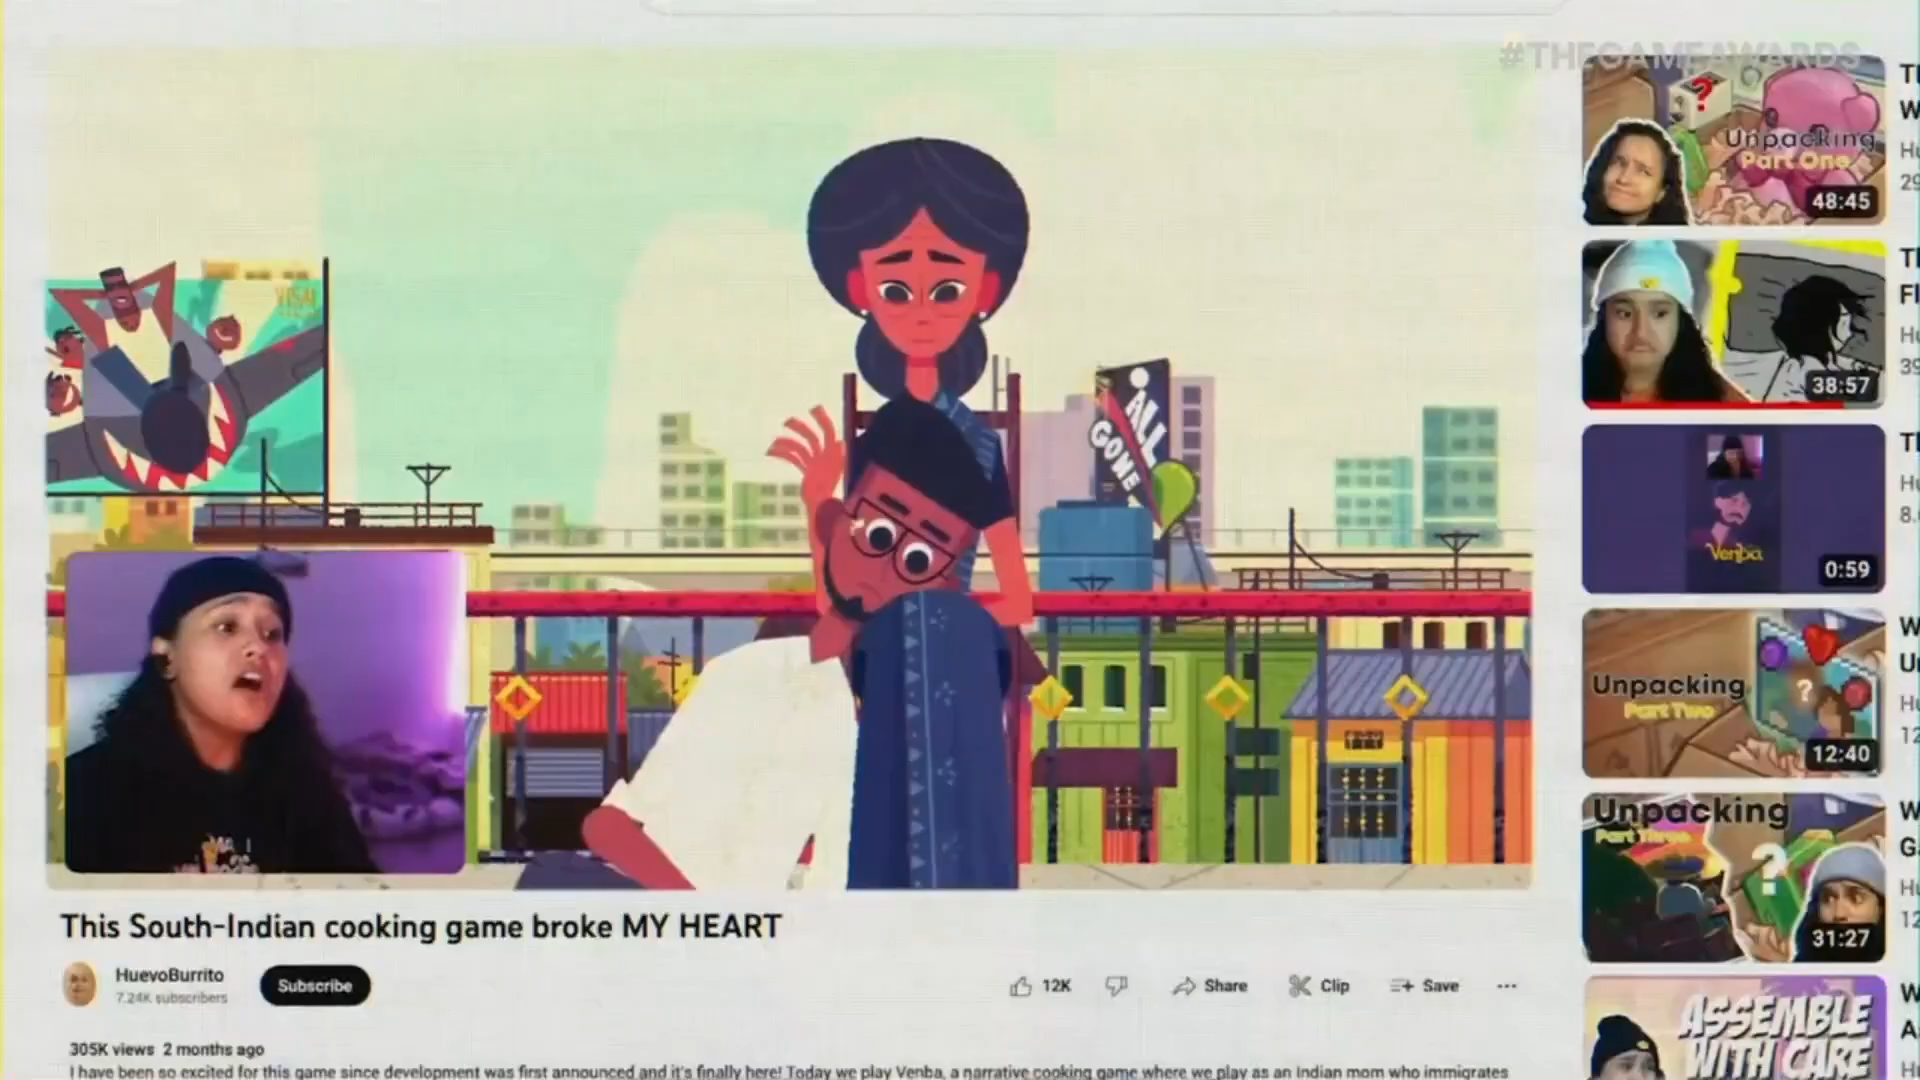 #THEGAMEAWARDS
Unpacking
Part One
48:45
38:57
Venba
0:59
ALL
GONE
Unpacking
Part Two
12:40
Unpacking
Part Three
31:27
ASSEMBLE
WITH CARE
This South-Indian cooking game broke MY HEART
HuevoBurrito
7.24K subscribers
Subscribe
12K
Share
Clip
Save
305K views 2 months ago
I have been so excited for this game since development was first announced and it's finally here! Today we play Venba, a narrative cooking game where we play as an Indian mom who immigrates